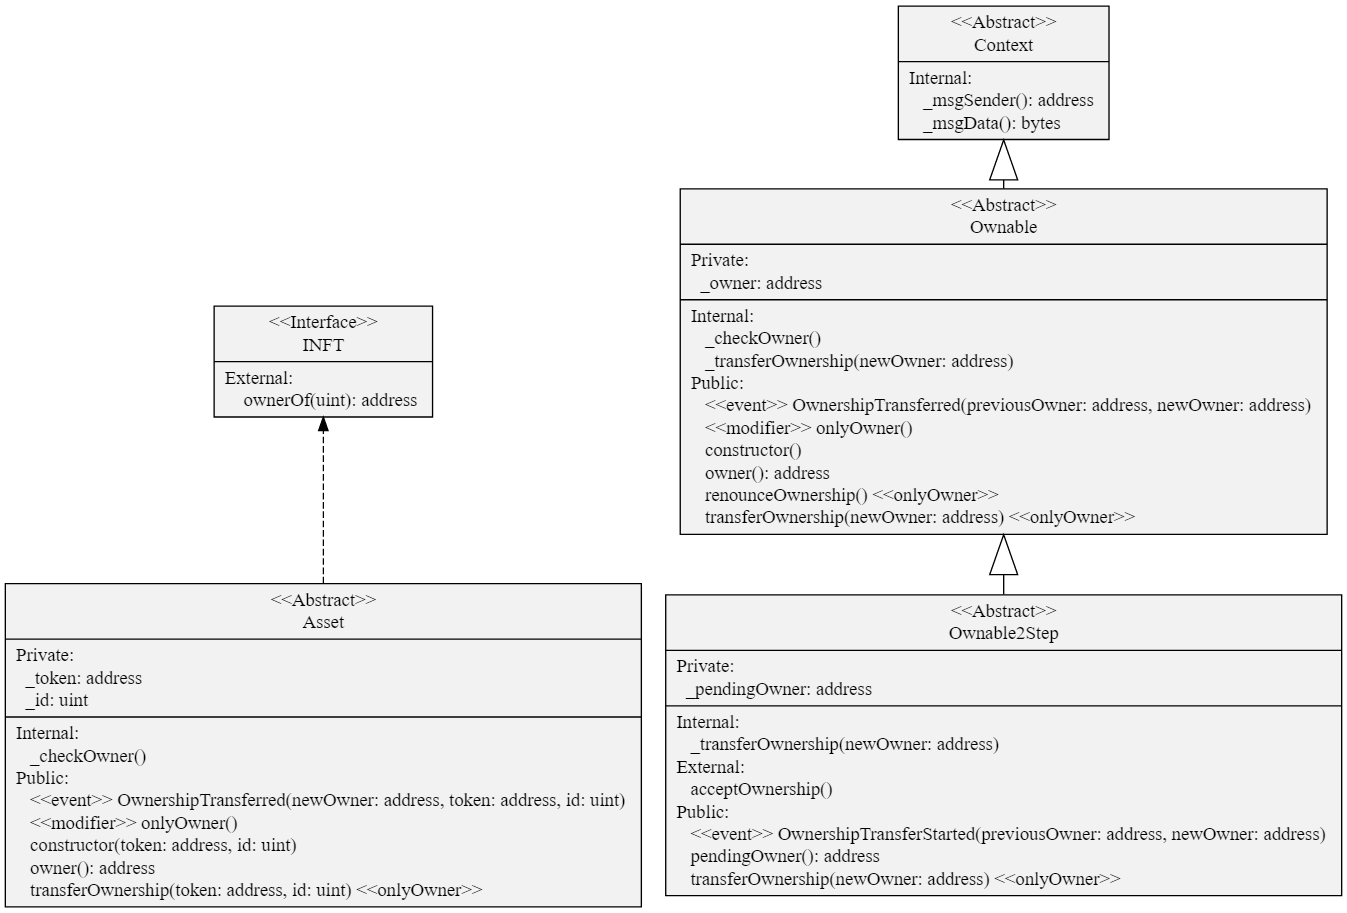 <<Abstract>>
Context
Internal:
_msgSender(): address
_msgData(): bytes
<<Abstract>>
Ownable
Private:
_owner: address
Internal:
_checkOwner()
_transferOwnership(newOwner: address)
Public:
<<event>> OwnershipTransferred(previousOwner: address, newOwner: address)
<<modifier>> onlyOwner()
constructor()
owner(): address
renounceOwnership() <<onlyOwner>>
transferOwnership(newOwner: address) <<onlyOwner>>
<<Interface>>
INFT
External:
ownerOf(uint): address
<<Abstract>>
Asset
Private:
_token: address
_id: uint
Internal:
_checkOwner()
Public:
<<event>> OwnershipTransferred(newOwner: address, token: address, id: uint)
<<modifier>> onlyOwner()
constructor(token: address, id: uint)
owner(): address
transferOwnership(token: address, id: uint) <<onlyOwner>>
<<Abstract>>
Ownable2Step
Private:
_pendingOwner: address
Internal:
_transferOwnership(newOwner: address)
External:
acceptOwnership()
Public:
<<event>> OwnershipTransferStarted(previousOwner: address, newOwner: address)
pendingOwner(): address
transferOwnership(newOwner: address) <<onlyOwner>>